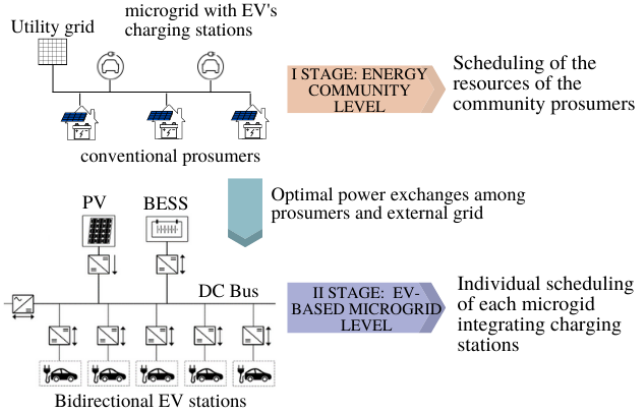 Utility grid
microgrid with EV's
charging stations
conventional prosumers
I STAGE: ENERGY
COMMUNITY
LEVEL
Scheduling of the
resources of the
community prosumers
Optimal power exchanges among
prosumers and external grid
PV
BESS
DC Bus
Bidirectional EV stations
II STAGE: EV-
BASED MICROGRID
LEVEL
Individual scheduling
of each microgid
integrating charging
stations